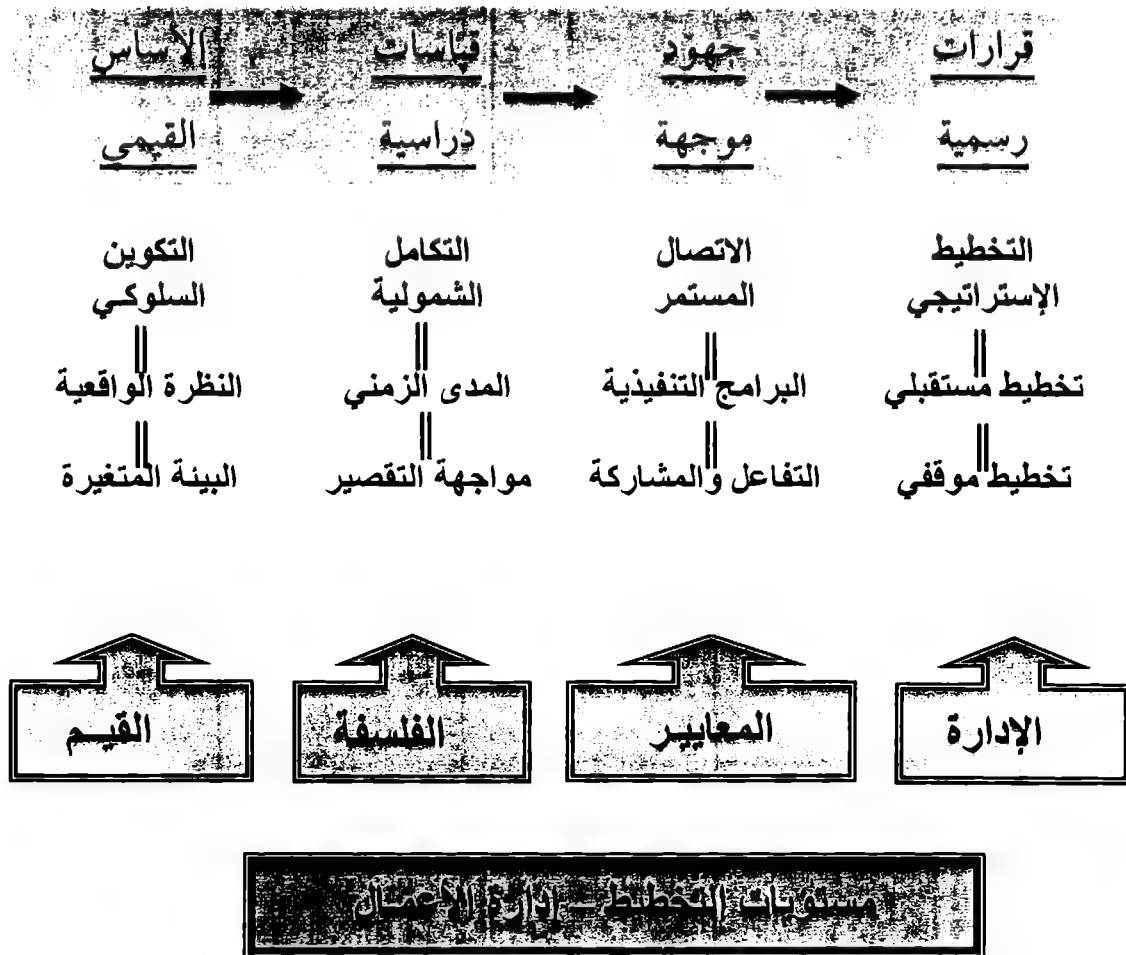 قرارات جهود قياسات الأساس
رسمية موجهة دراسية القيمي
التخطيط الاتصال التكامل التكوين
الإستراتيجي المستمر الشمولية السلوكي
تخطيط مستقبلي البرامج التنفيذية المدى الزمني النظرة الواقعية
تخطيط موقفي التفاعل والمشاركة مواجهة التقصير البيئة المتغيرة
الإدارة المعايير الفلسفة القيم
مستويات التخطيط – إدارة الأعمال